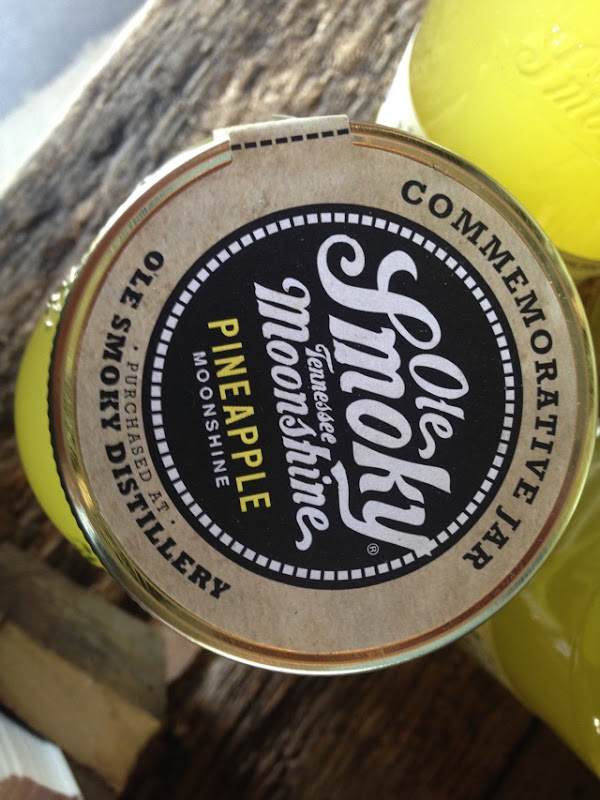 COMMEMORATIVE JAR
Ole
Smoky
Tennessee
Moonshine
PINEAPPLE
MOONSHINE
· PURCHASED AT ·
OLE SMOKY DISTILLERY
®